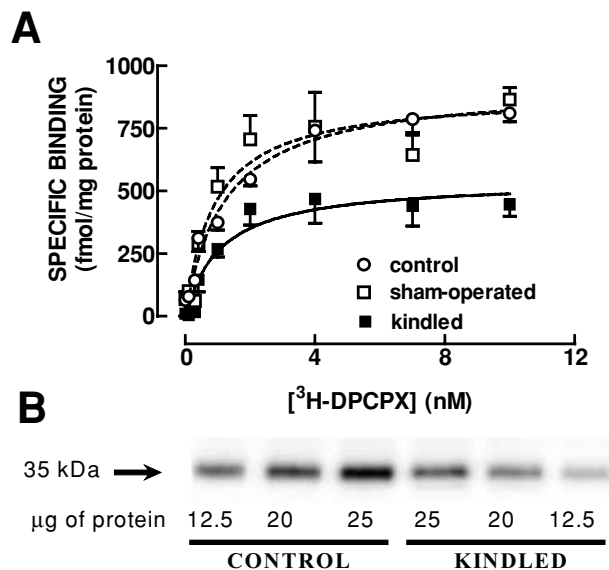 A
SPECIFIC BINDING
(fmol/mg protein)
1000
750
500
250
0
control
sham-operated
kindled
0 4 8 12
[³H-DPCPX] (nM)
B
35 kDa
μg of protein 12.5 20 25 25 20 12.5
CONTROL KINDLED